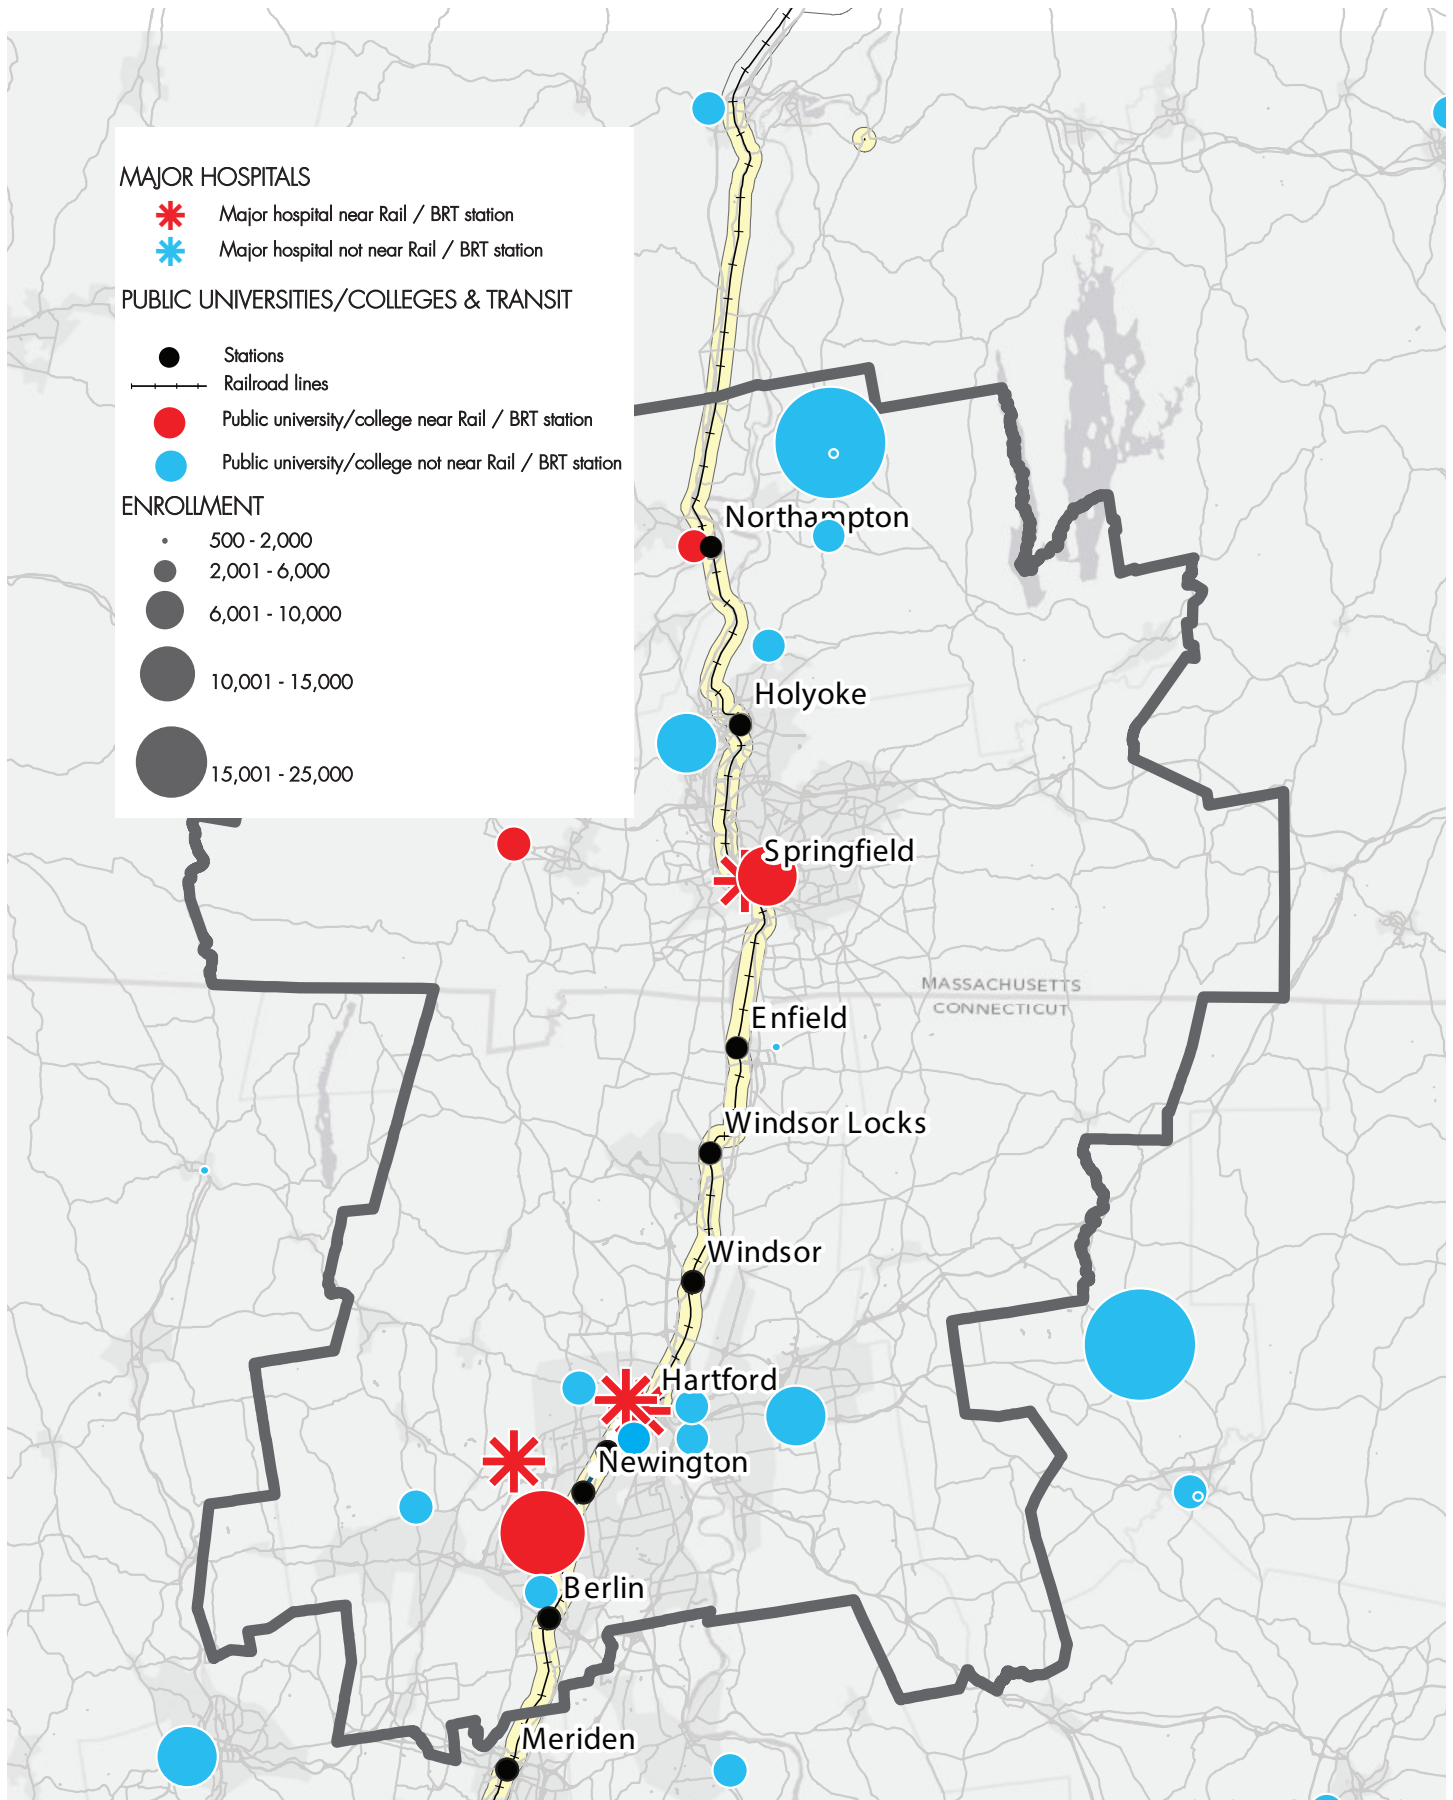 MAJOR HOSPITALS
Major hospital near Rail / BRT station
Major hospital not near Rail / BRT station
PUBLIC UNIVERSITIES/COLLEGES & TRANSIT
Stations
Railroad lines
Public university/college near Rail / BRT station
Public university/college not near Rail / BRT station
ENROLLMENT
500 - 2,000
2,001 - 6,000
6,001 - 10,000
10,001 - 15,000
15,001 - 25,000
Northampton
Holyoke
Springfield
MASSACHUSETTS
CONNECTICUT
Enfield
Windsor Locks
Windsor
Hartford
Newington
Berlin
Meriden